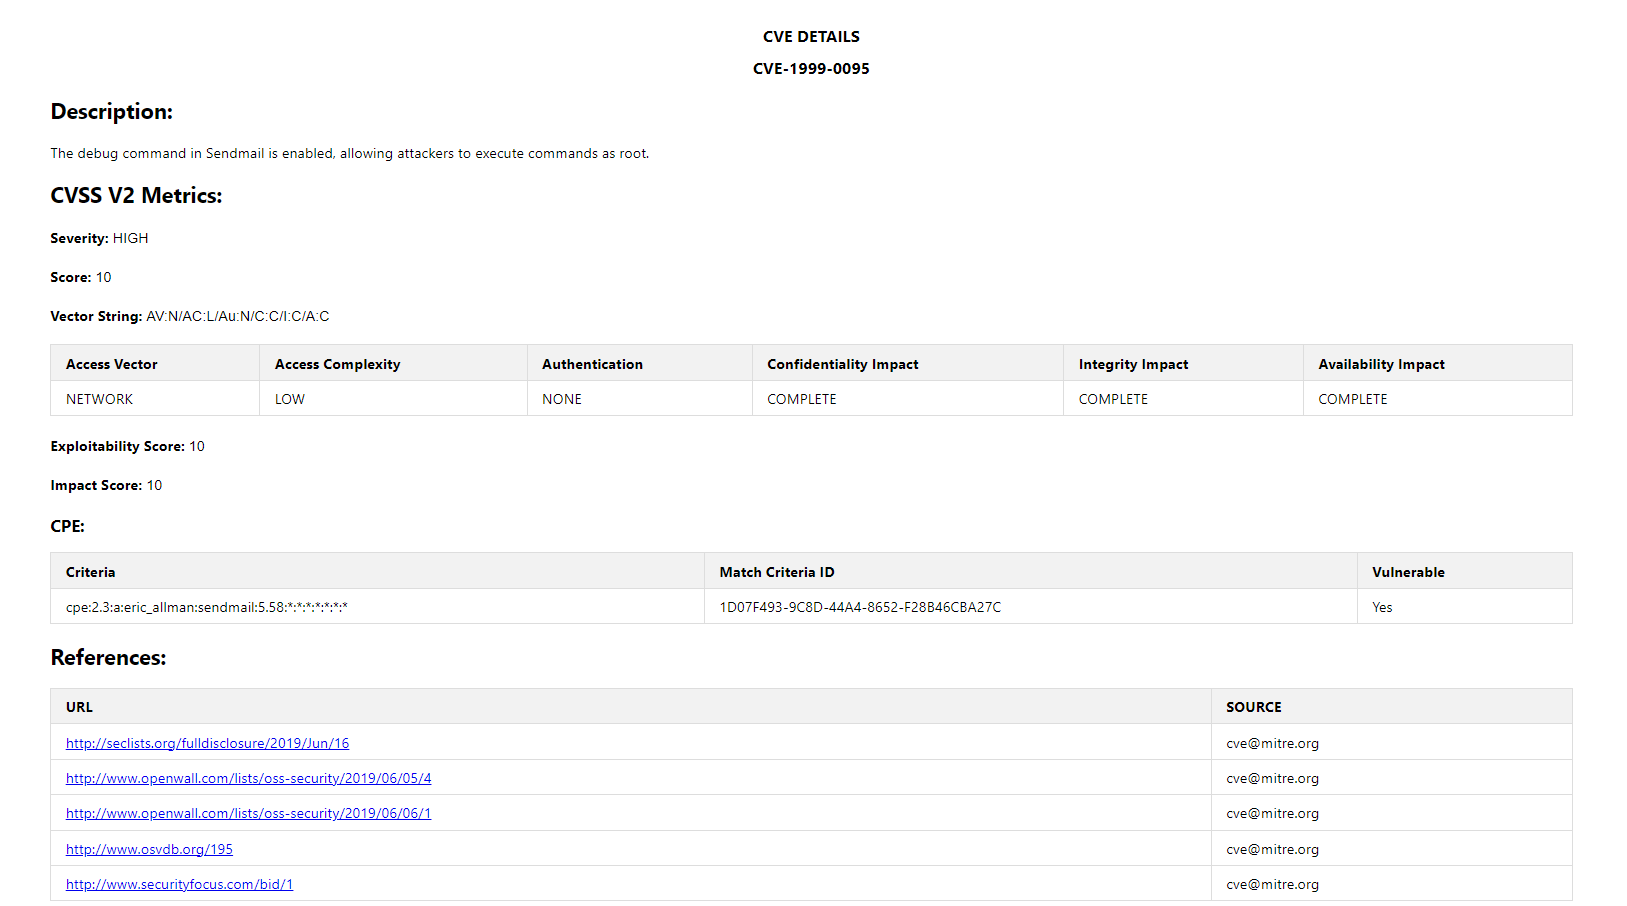 CVE DETAILS
CVE-1999-0095
Description:
The debug command in Sendmail is enabled, allowing attackers to execute commands as root.
CVSS V2 Metrics:
Severity: HIGH
Score: 10
Vector String: AV:N/AC:L/Au:N/C:C/I:C/A:C
Access Vector Access Complexity Authentication Confidentiality Impact Integrity Impact Availability Impact
NETWORK LOW NONE COMPLETE COMPLETE COMPLETE
Exploitability Score: 10
Impact Score: 10
CPE:
Criteria Match Criteria ID Vulnerable
cpe:2.3:a:eric_allman:sendmail:5.58:*:*:*:*:*:*:* 1D07F493-9C8D-44A4-8652-F28B46CBA27C Yes
References:
URL SOURCE
http://seclists.org/fulldisclosure/2019/Jun/16 cve@mitre.org
http://www.openwall.com/lists/oss-security/2019/06/05/4 cve@mitre.org
http://www.openwall.com/lists/oss-security/2019/06/06/1 cve@mitre.org
http://www.osvdb.org/195 cve@mitre.org
http://www.securityfocus.com/bid/1 cve@mitre.org